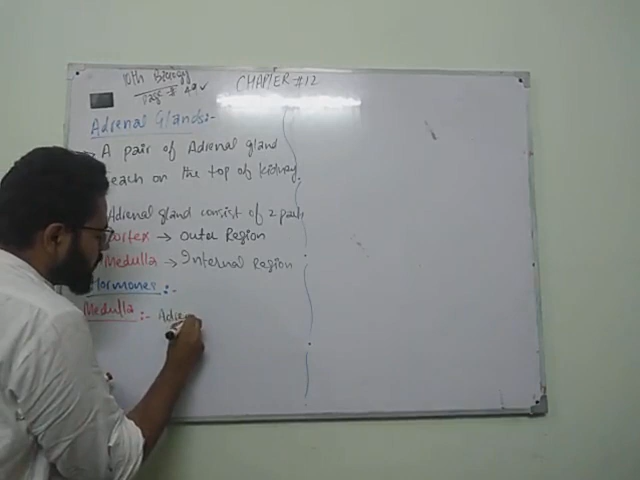 10th Biology
CHAPTER #12
Adrenal Glands:-
A pair of Adrenal gland
each on the top of kidney.
Adrenal gland consist of 2 part,
Cortex → Outer Region
Medulla → Internal Region
Hormones :-
Medulla :- Adre